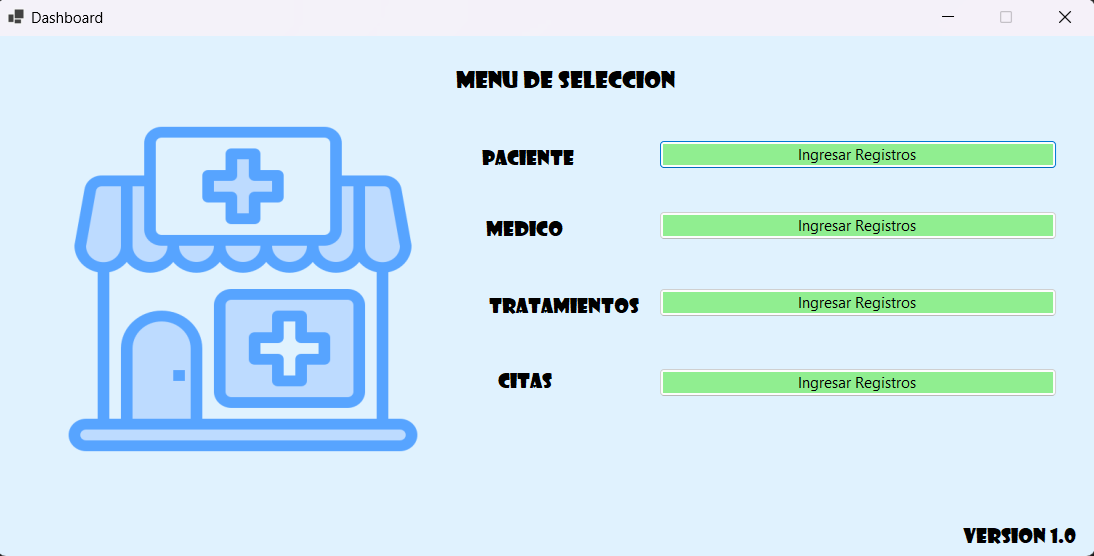 Dashboard
MENU DE SELECCION
PACIENTE
Ingresar Registros
MEDICO
Ingresar Registros
TRATAMIENTOS
Ingresar Registros
CITAS
Ingresar Registros
VERSION 1.0